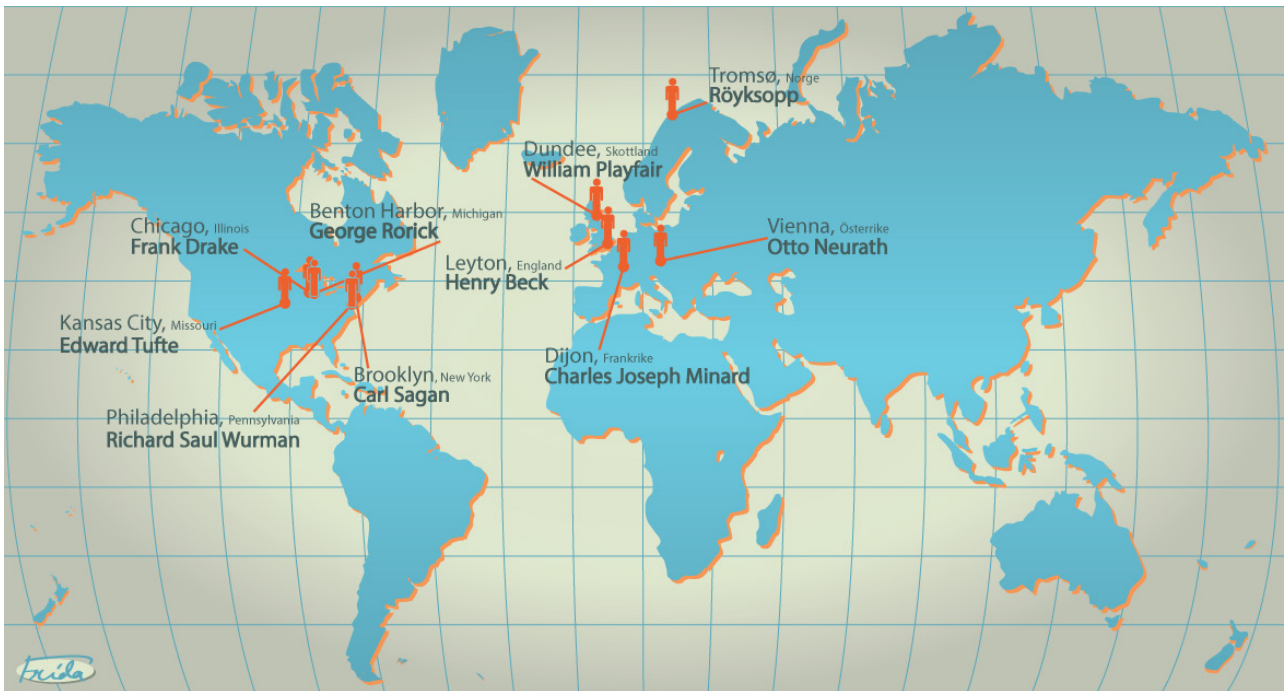 Tromsø, Norge
Röyksopp
Dundee, Skottland
William Playfair
Benton Harbor, Michigan
George Rorick
Chicago, Illinois
Frank Drake
Vienna, Österrike
Otto Neurath
Leyton, England
Henry Beck
Kansas City, Missouri
Edward Tufte
Dijon, Frankrike
Charles Joseph Minard
Brooklyn, New York
Carl Sagan
Philadelphia, Pennsylvania
Richard Saul Wurman
Frida